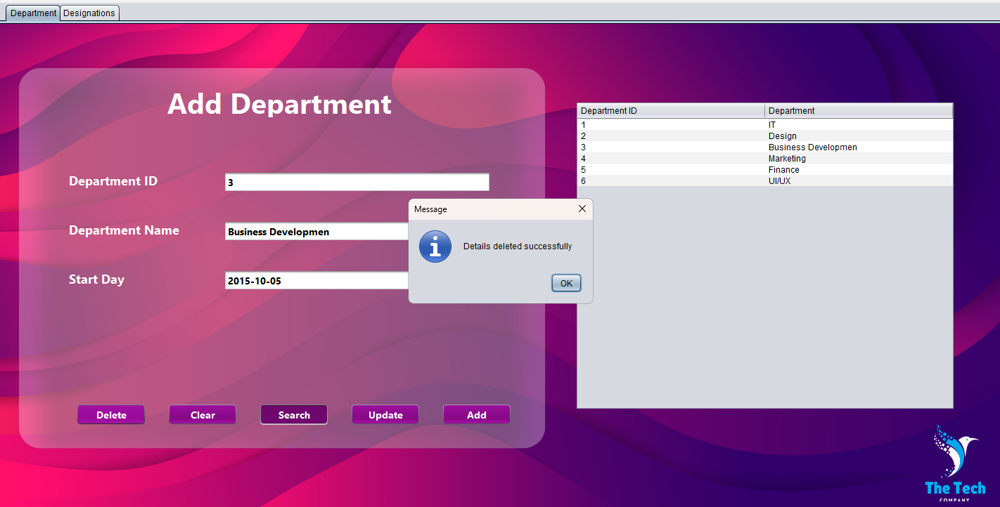 Department Designations
Add Department
Department ID 3
Department Name Business Developmen
Start Day 2015-10-05
Delete Clear Search Update Add
Message
Details deleted successfully
OK
Department ID Department
1 IT
2 Design
3 Business Developmen
4 Marketing
5 Finance
6 UI/UX
The Tech
COMPANY